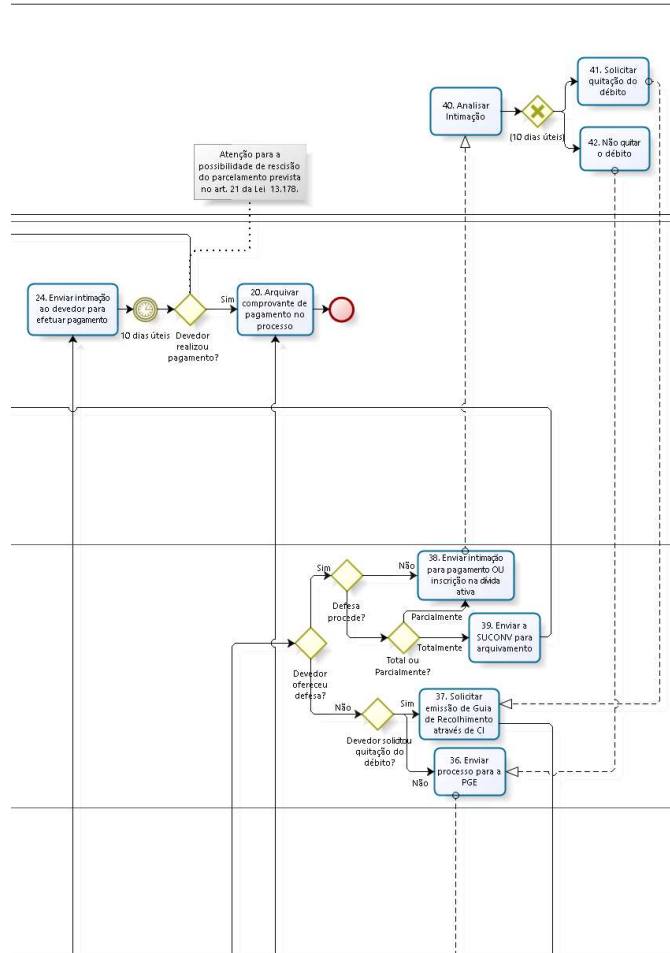 41. Solicitar
quitação do
débito
40. Analisar
Intimação
(10 dias úteis)
42. Não quitar
o débito
Atenção para a
possibilidade de rescisão
do parcelamento prevista
no art. 21 da Lei 13.178.
24. Enviar intimação
ao devedor para
efetuar pagamento
10 dias úteis
Devedor
realizou
pagamento?
Sim
20. Arquivar
comprovante de
pagamento no
processo
Sim
Defesa
procede?
Não
38. Enviar intimação
para pagamento OU
inscrição na dívida
ativa
Parcialmente
Total ou
Parcialmente?
Totalmente
39. Enviar a
SUCONV para
arquivamento
Devedor
ofereceu
defesa?
Não
Devedor solicitou
quitação do
débito?
Sim
37. Solicitar
emissão de Guia
de Recolhimento
através de CI
Não
36. Enviar
processo para a
PGE